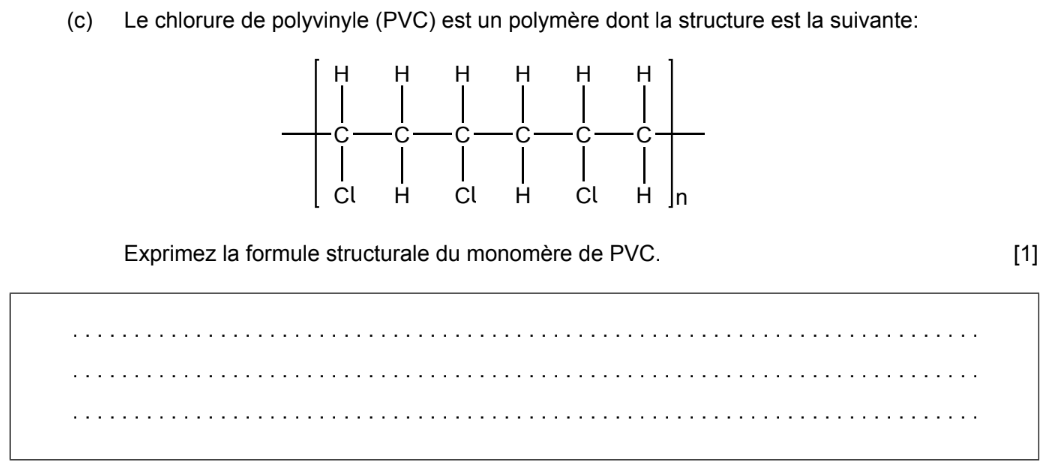 (c) Le chlorure de polyvinyle (PVC) est un polymère dont la structure est la suivante:
H H H H H H
C C C C C C
Cl H Cl H Cl H n
Exprimez la formule structurale du monomère de PVC. [1]